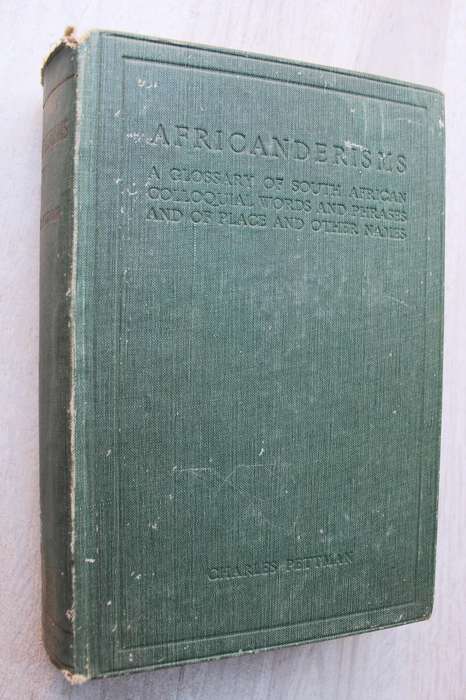 AFRICANDERISMS
A GLOSSARY OF SOUTH AFRICAN
COLLOQUIAL WORDS AND PHRASES
AND OF PLACE AND OTHER NAMES
CHARLES PETTMAN